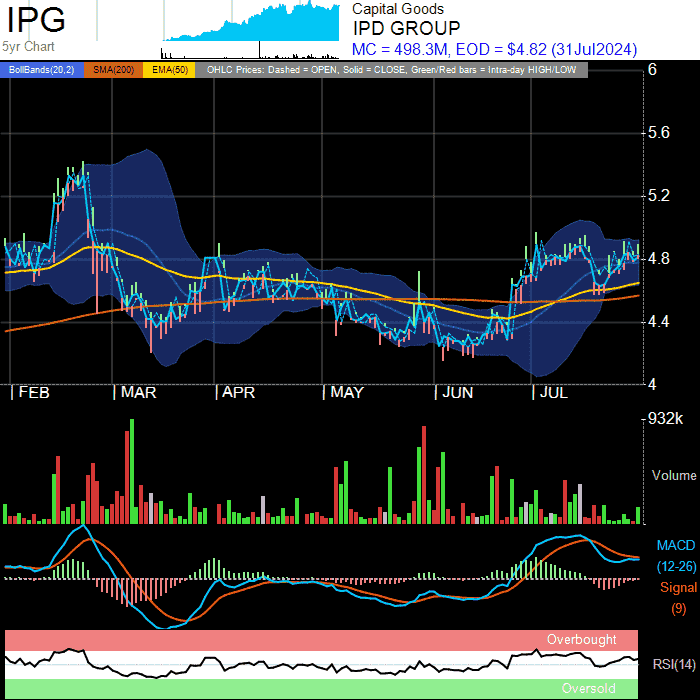 IPG
5yr Chart
Capital Goods
IPD GROUP
MC = 498.3M, EOD = $4.82 (31Jul2024)
BollBands(20,2) SMA(200) EMA(50) OHLC Prices: Dashed = OPEN, Solid = CLOSE, Green/Red bars = Intra-day HIGH/LOW
6
5.6
5.2
4.8
4.4
4
| FEB | MAR | APR | MAY | JUN | JUL
932k
Volume
MACD
(12-26)
Signal
(9)
Overbought
RSI(14)
Oversold